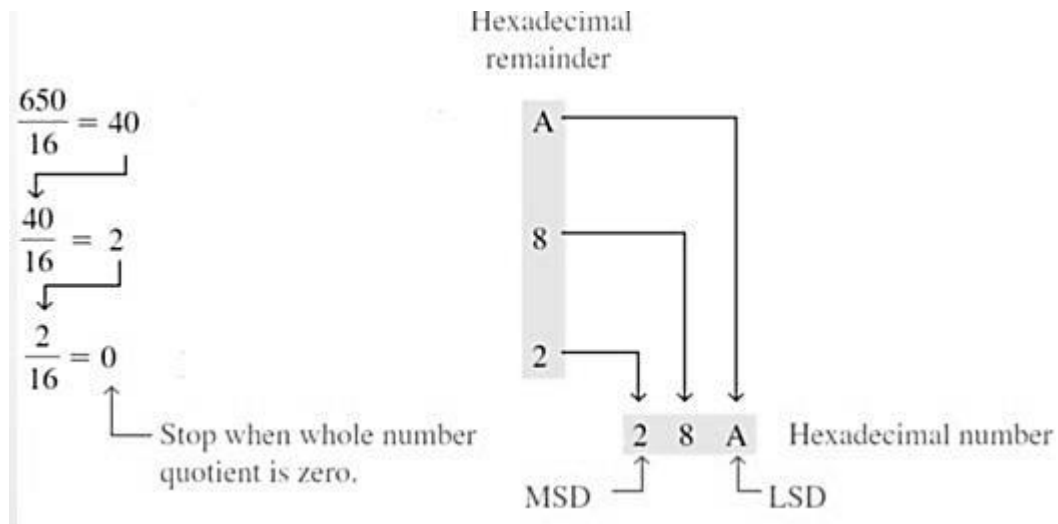 Hexadecimal
remainder
650
16
= 40
A
40
16
= 2
8
2
16
= 0
2
Stop when whole number
quotient is zero.
2 8 A Hexadecimal number
MSD LSD